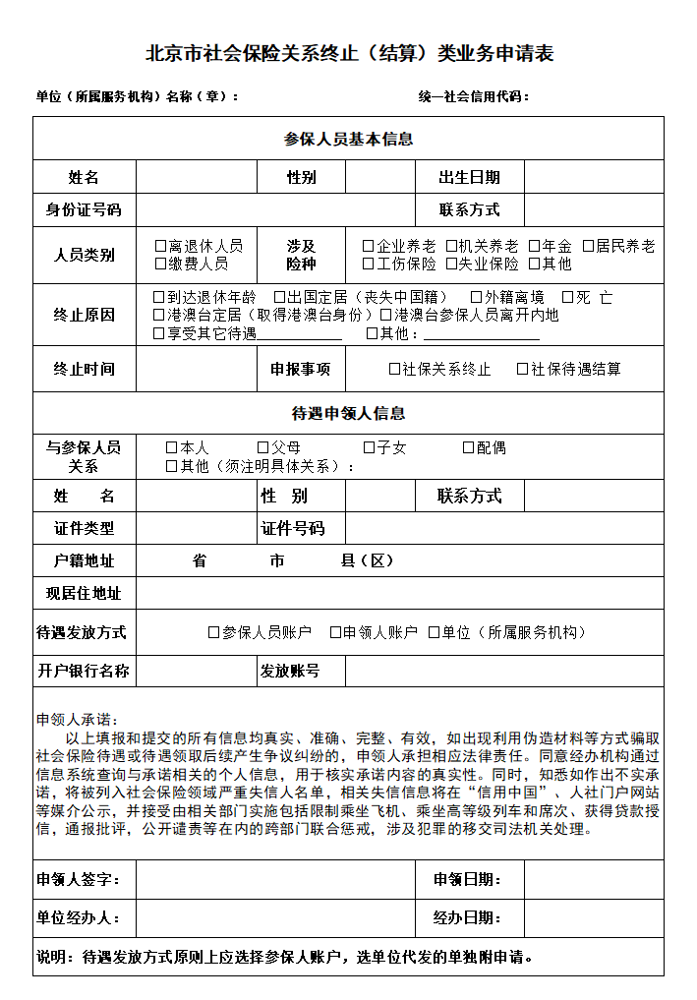 北京市社会保险关系终止（结算）类业务申请表
单位（所属服务机构）名称（章）： 统一社会信用代码：
参保人员基本信息
姓名 性别 出生日期
身份证号码 联系方式
人员类别 □离退休人员 □缴费人员 涉及险种 □企业养老 □机关养老 □年金 □居民养老
□工伤保险 □失业保险 □其他
终止原因 □到达退休年龄 □出国定居（丧失中国籍） □外籍离境 □死 亡
□港澳台定居（取得港澳台身份）□港澳台参保人员离开内地
□享受其它待遇____________ □其他：________________
终止时间 申报事项 □社保关系终止 □社保待遇结算
待遇申领人信息
与参保人员关系 □本人 □父母 □子女 □配偶
□其他（须注明具体关系）：
姓 名 性 别 联系方式
证件类型 证件号码
户籍地址 省 市 县（区）
现居住地址
待遇发放方式 □参保人员账户 □申领人账户 □单位（所属服务机构）
开户银行名称 发放账号
申领人承诺：
以上填报和提交的所有信息均真实、准确、完整、有效，如出现利用伪造材料等方式骗取
社会保险待遇或待遇领取后续产生争议纠纷的，申领人承担相应法律责任。同意经办机构通过
信息系统查询与承诺相关的个人信息，用于核实承诺内容的真实性。同时，知悉如作出不实承
诺，将被列入社会保险领域严重失信人名单，相关失信信息将在“信用中国”、人社门户网站
等媒介公示，并接受由相关部门实施包括限制乘坐飞机、乘坐高等级列车和席次、获得贷款授
信，通报批评，公开谴责等在内的跨部门联合惩戒，涉及犯罪的移交司法机关处理。
申领人签字： 申领日期：
单位经办人： 经办日期：
说明：待遇发放方式原则上应选择参保人账户，选单位代发的单独附申请。